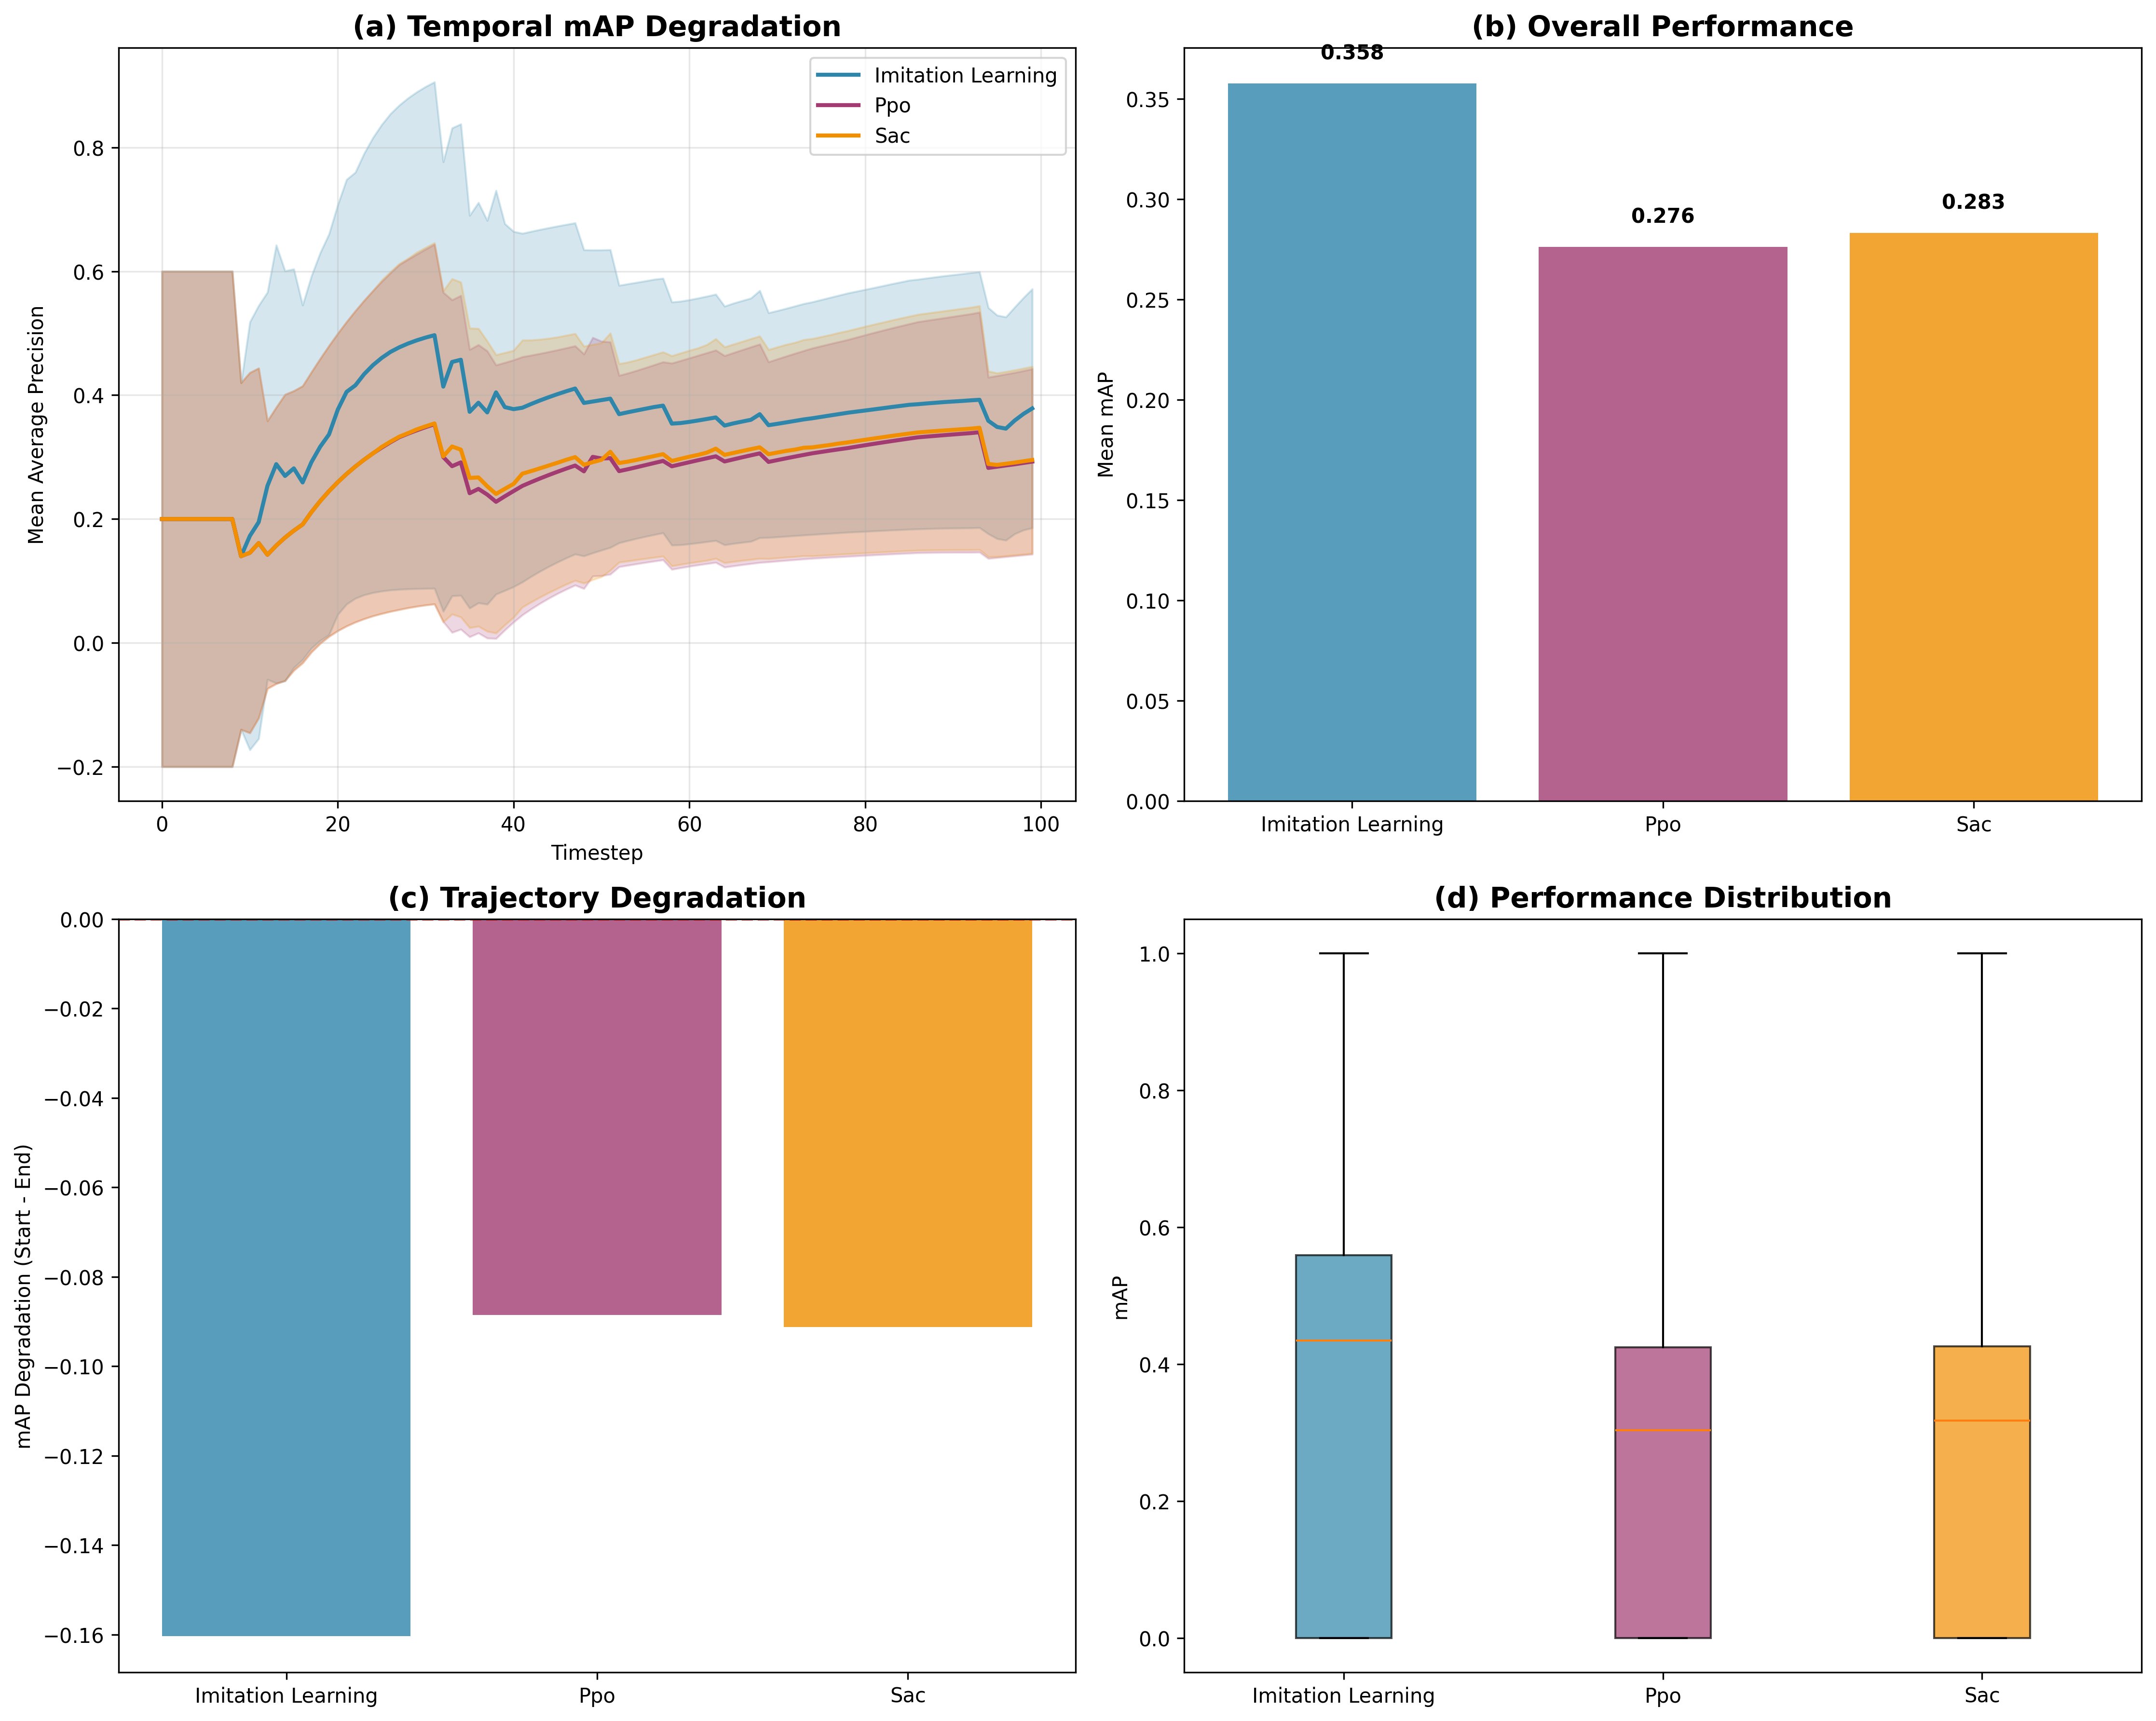 (a) Temporal mAP Degradation
Mean Average Precision
0.8
0.6
0.4
0.2
0.0
−0.2
0
20
40
60
80
100
Timestep
Imitation Learning
Ppo
Sac
(b) Overall Performance
Mean mAP
0.35
0.30
0.25
0.20
0.15
0.10
0.05
0.00
0.358
0.276
0.283
Imitation Learning
Ppo
Sac
(c) Trajectory Degradation
mAP Degradation (Start - End)
0.00
−0.02
−0.04
−0.06
−0.08
−0.10
−0.12
−0.14
−0.16
Imitation Learning
Ppo
Sac
(d) Performance Distribution
mAP
1.0
0.8
0.6
0.4
0.2
0.0
Imitation Learning
Ppo
Sac